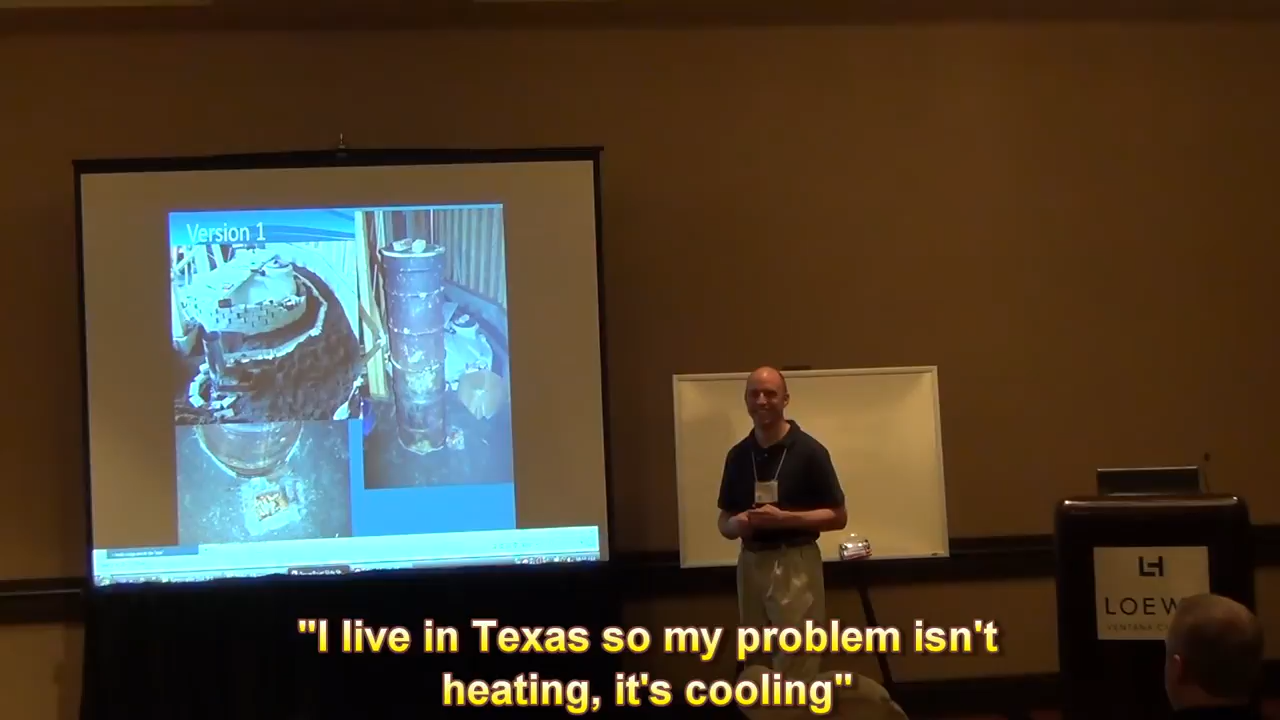 Version 1
LOEW
VENTANA C
"I live in Texas so my problem isn't
heating, it's cooling"